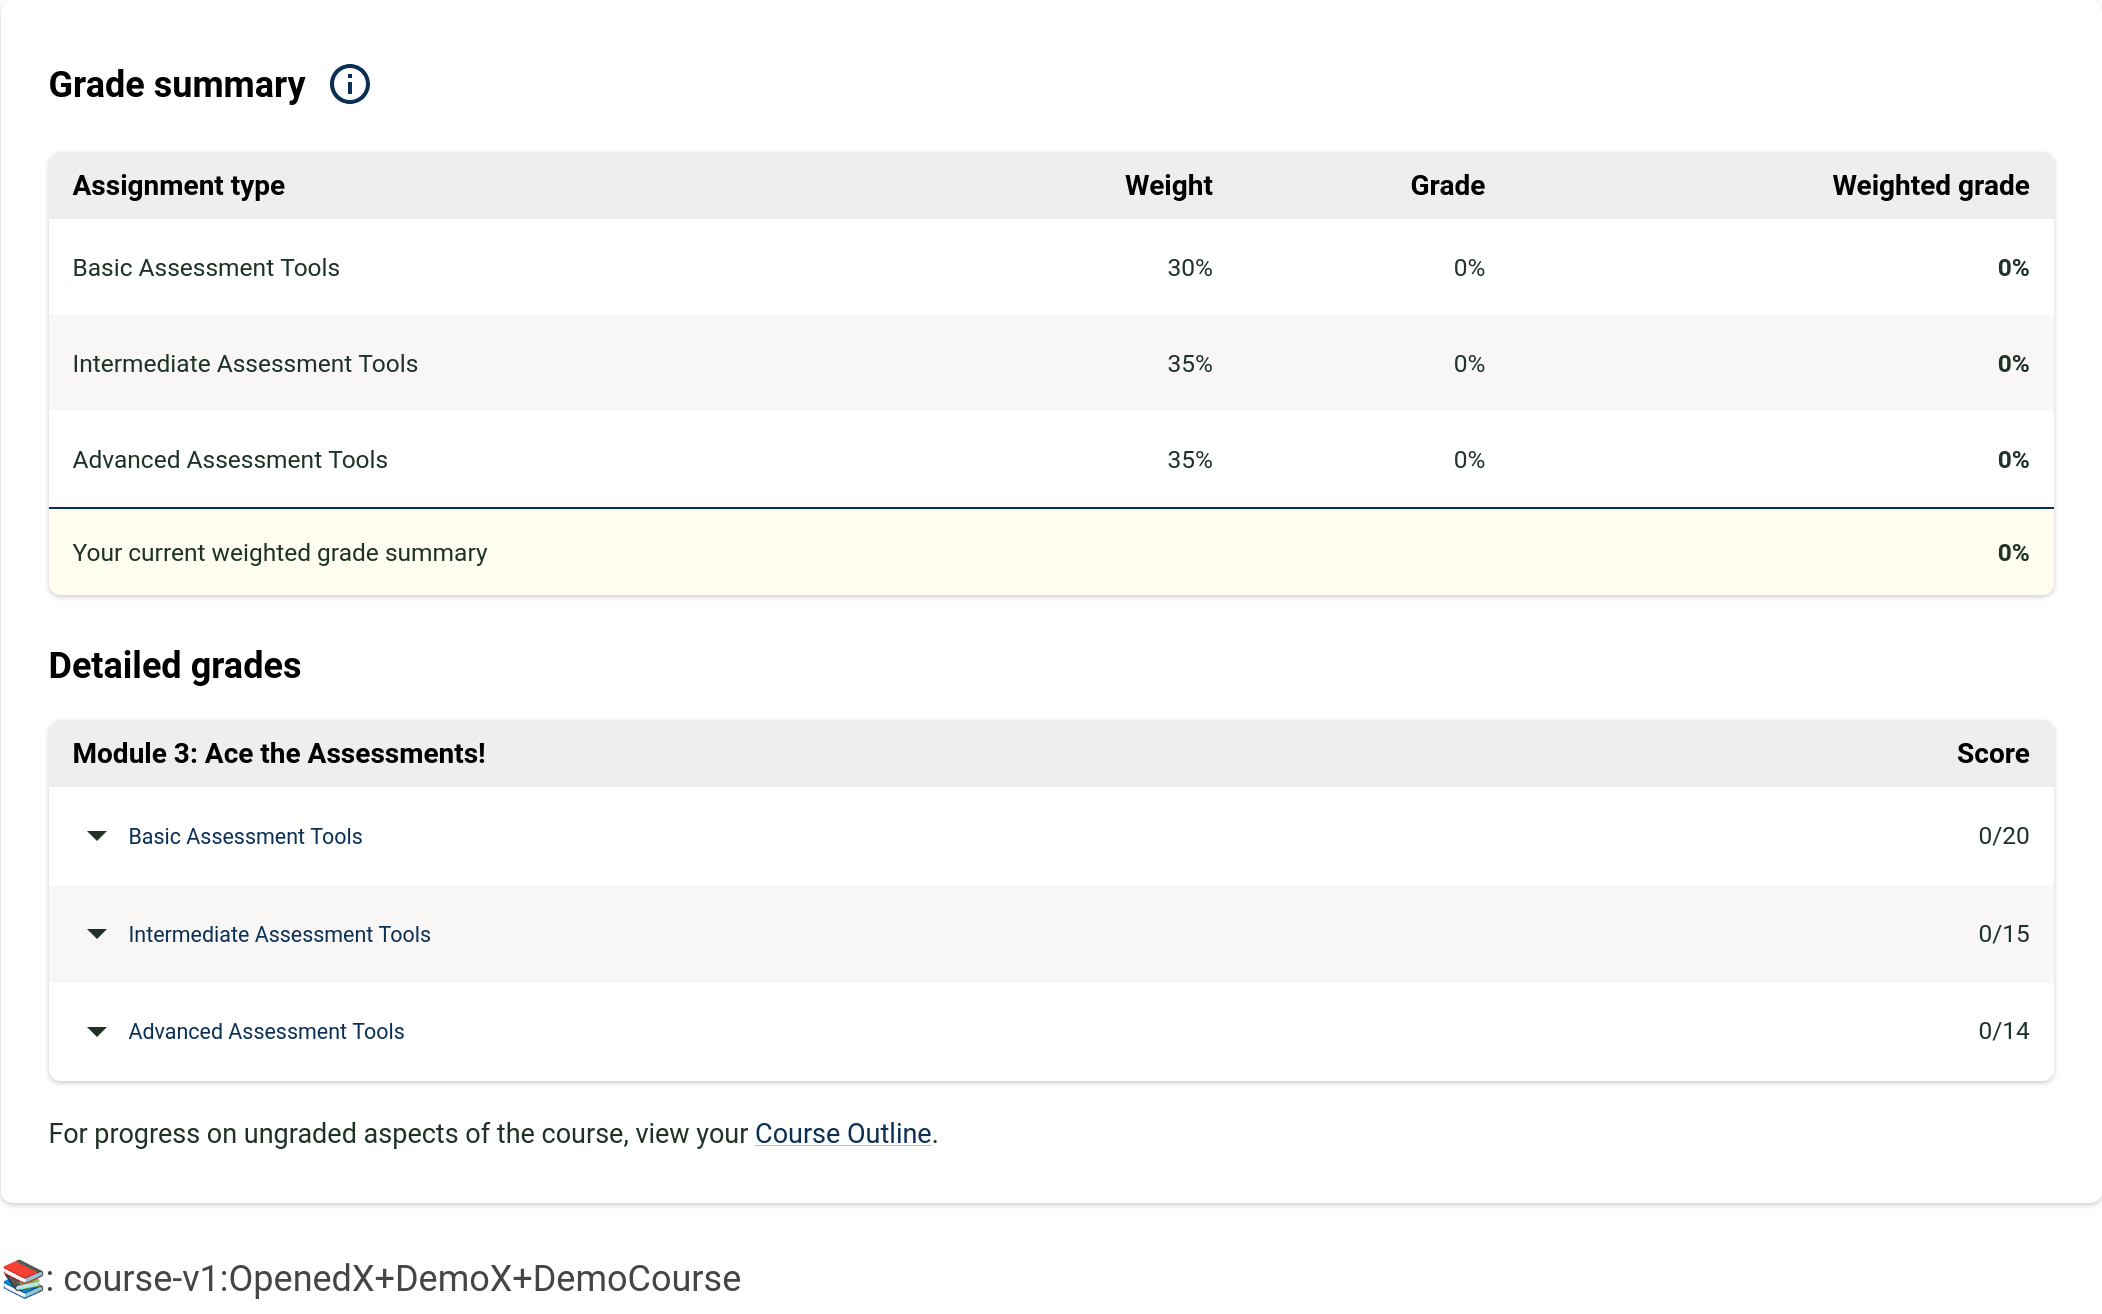 Grade summary
Assignment type Weight Grade Weighted grade
Basic Assessment Tools 30% 0% 0%
Intermediate Assessment Tools 35% 0% 0%
Advanced Assessment Tools 35% 0% 0%
Your current weighted grade summary 0%
Detailed grades
Module 3: Ace the Assessments! Score
Basic Assessment Tools 0/20
Intermediate Assessment Tools 0/15
Advanced Assessment Tools 0/14
For progress on ungraded aspects of the course, view your Course Outline.
📚: course-v1:OpenedX+DemoX+DemoCourse